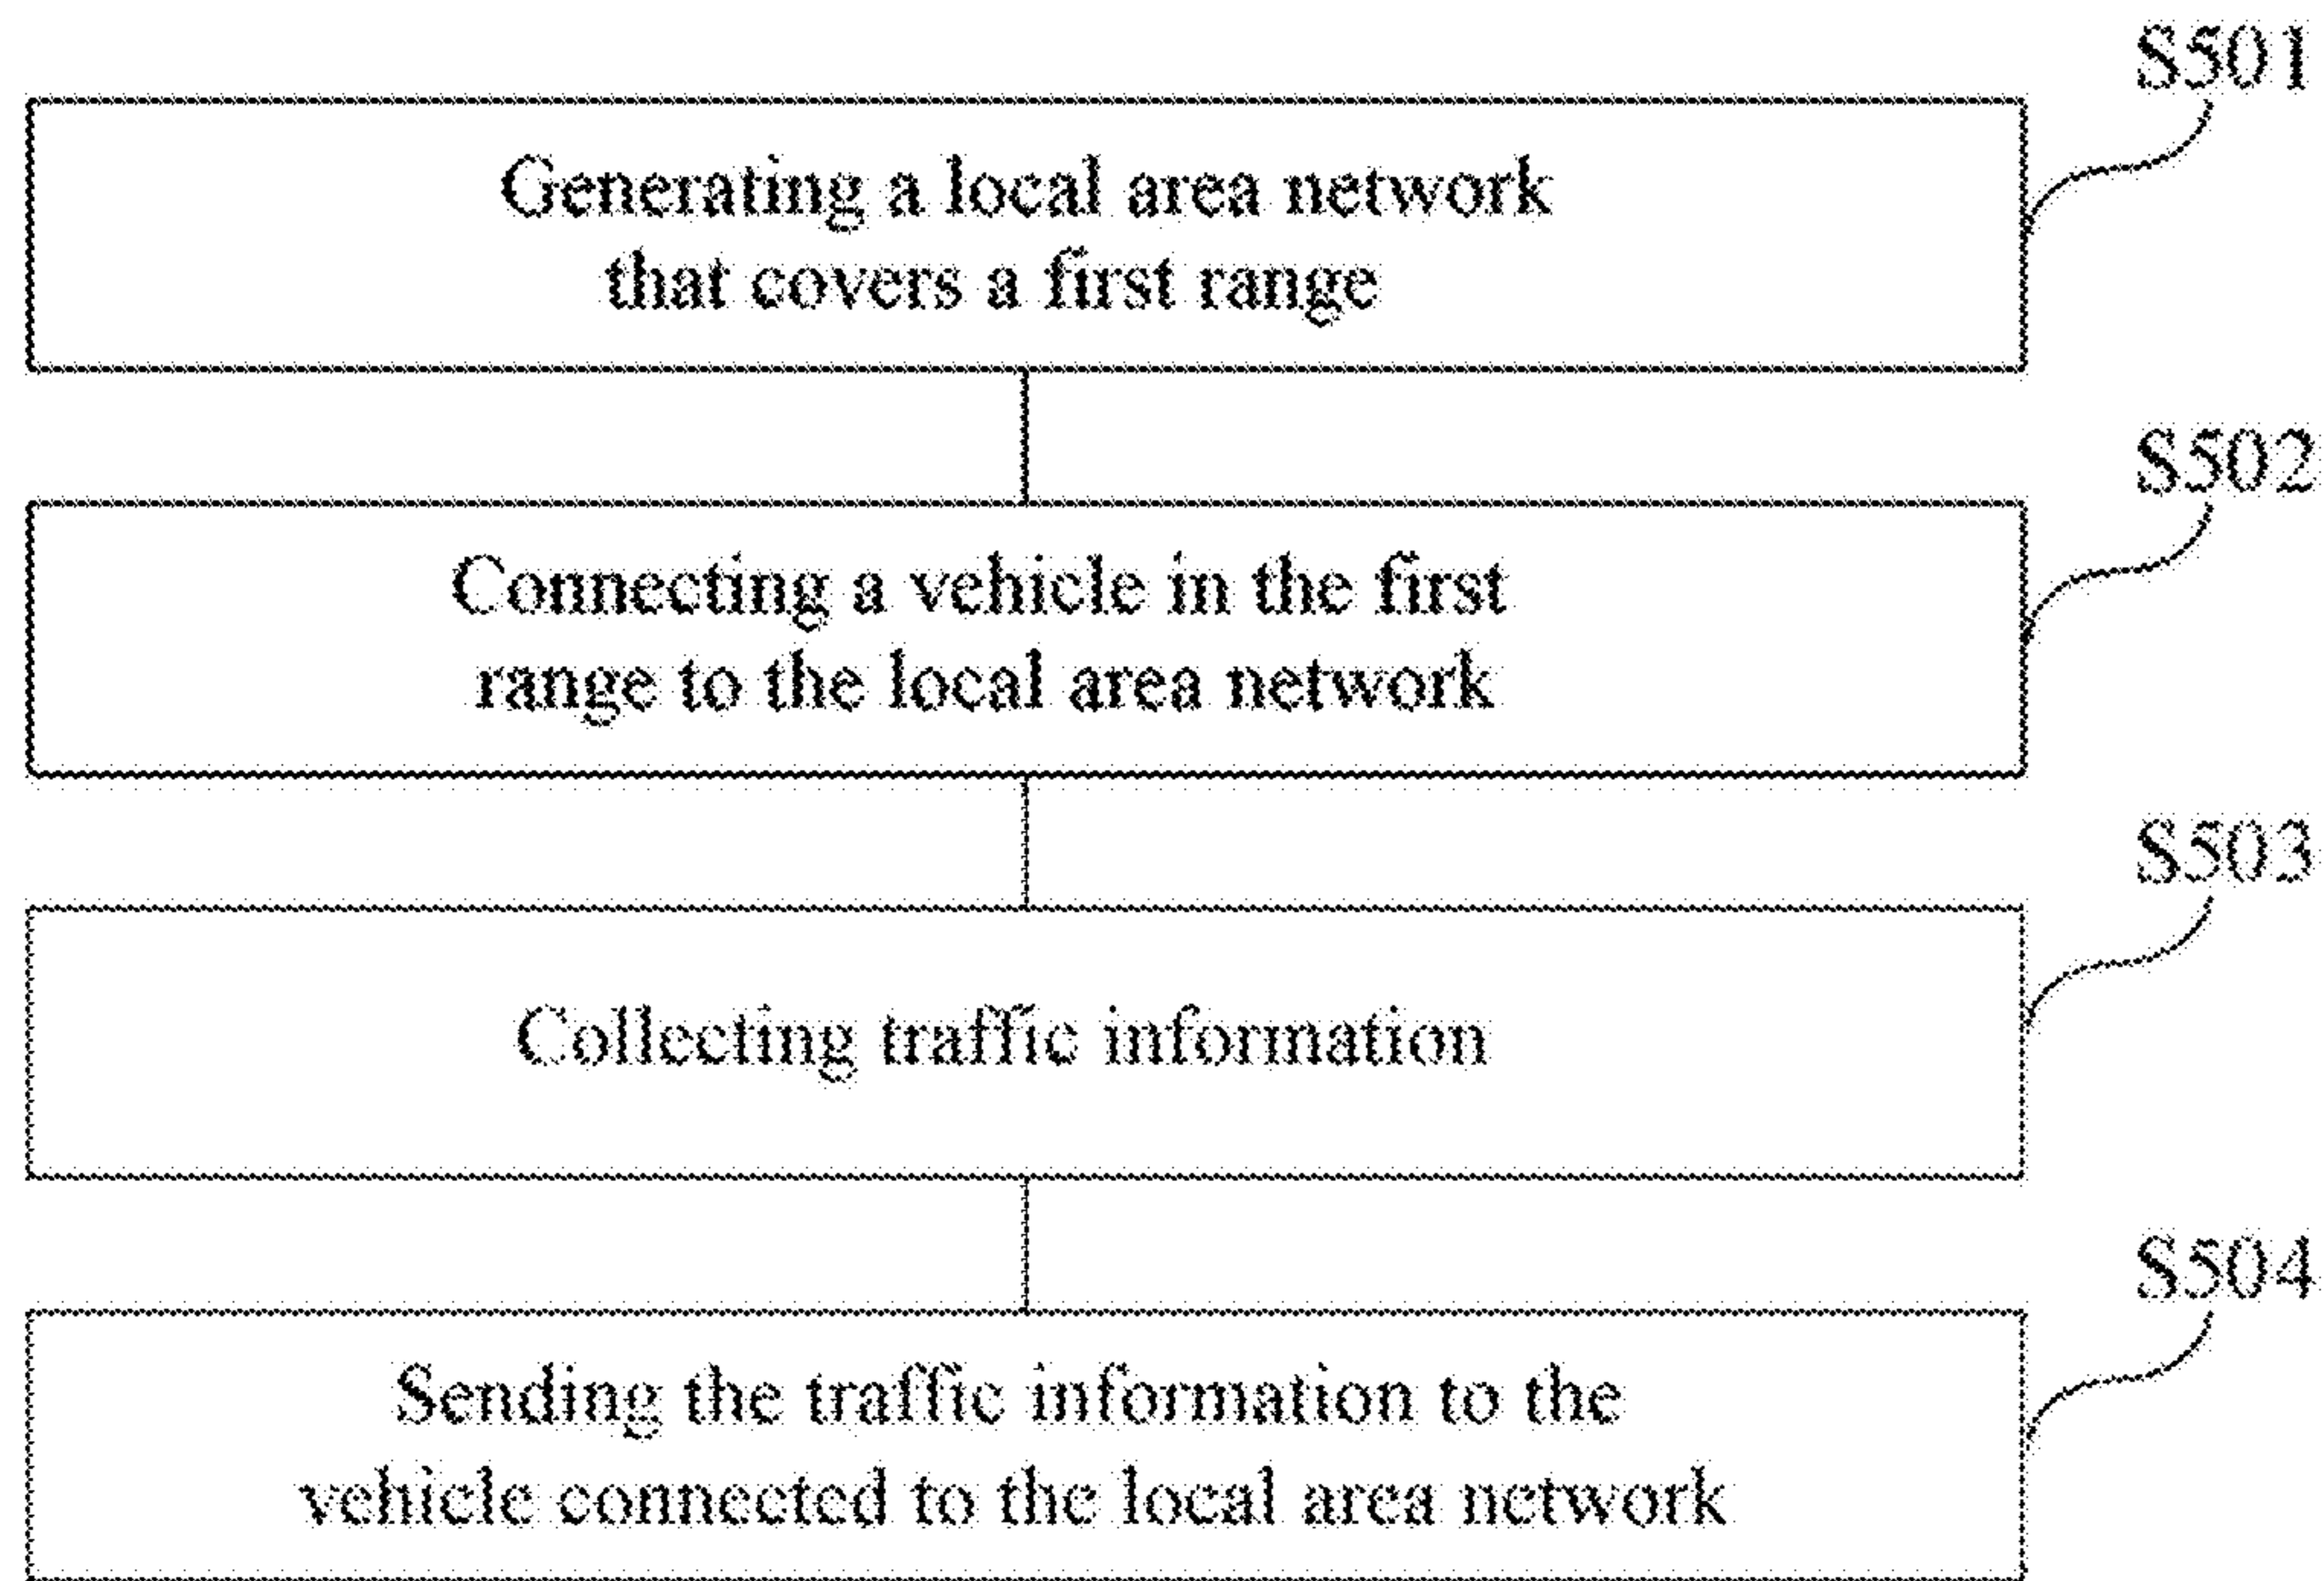 S501
Generating a local area network
that covers a first range
S502
Connecting a vehicle in the first
range to the local area network
S503
Collecting traffic information
S504
Sending the traffic information to the
vehicle connected to the local area network